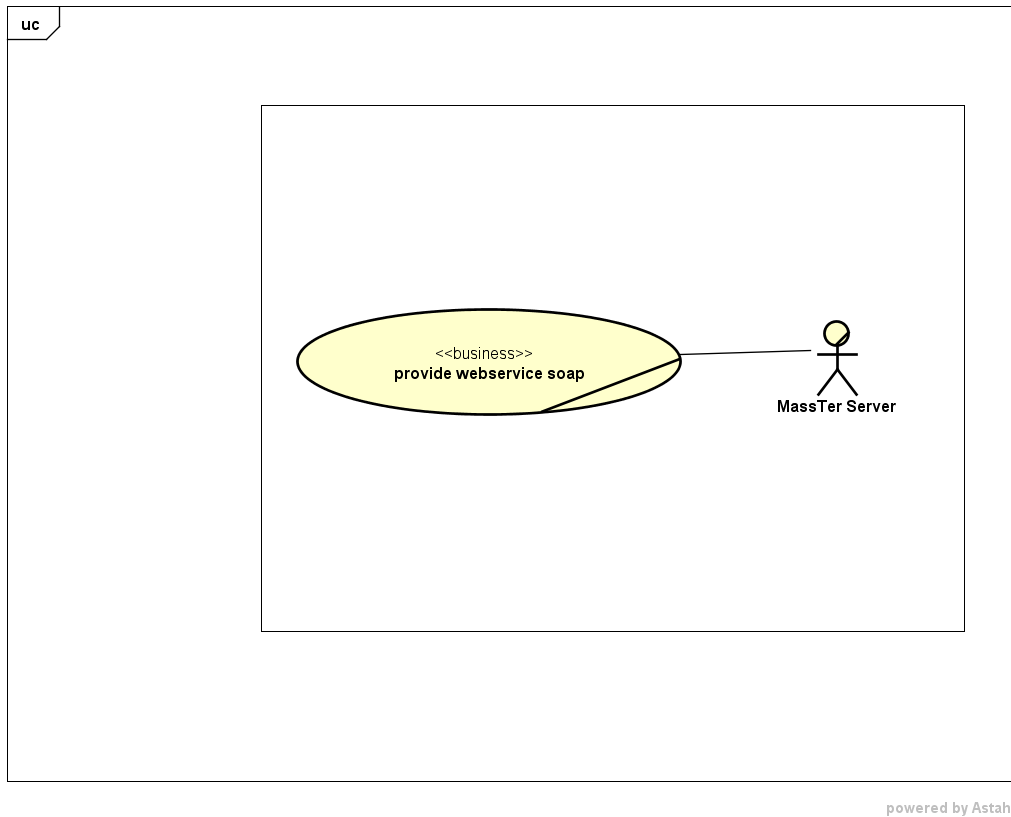 uc
<<business>>
provide webservice soap
MassTer Server
powered by Astah